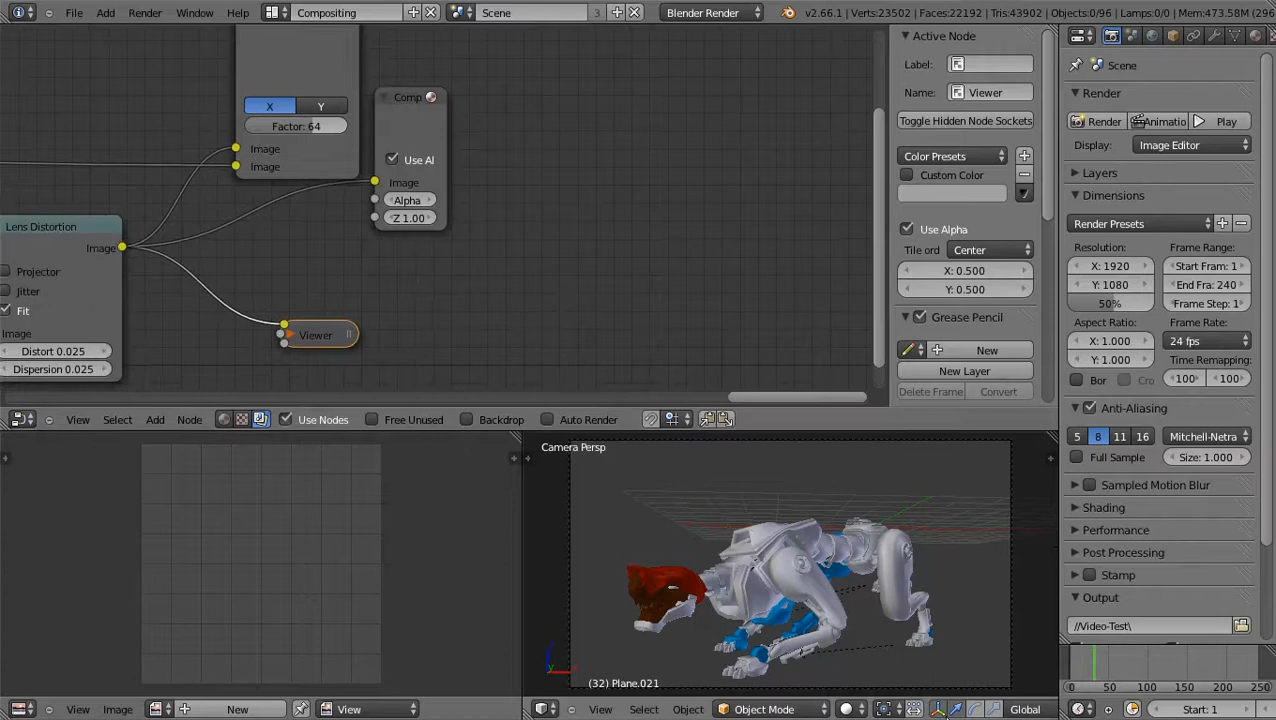 File Add Render Window Help Compositing Scene 3 Blender Render v2.66.1 | Verts:23502 | Faces:22192 | Tris:43902 | Objects:0/96 | Lamps:0/0 | Mem:473.58M (296
X Y
Factor: 64
Image
Image
Comp
Use Al
Image
Alpha
Z 1.00
Lens Distortion
Image
Projector
Jitter
Fit
Image
Distort 0.025
Dispersion 0.025
Viewer
Active Node
Label:
Name: Viewer
Toggle Hidden Node Sockets
Color Presets
Custom Color
Use Alpha
Tile ord Center
X: 0.500
Y: 0.500
Grease Pencil
New
New Layer
Delete Frame Convert
Scene
Render
Render Animatio Play
Display: Image Editor
Layers
Dimensions
Render Presets
Resolution: Frame Range:
X: 1920 Start Fram: 1
Y: 1080 End Fra: 240
50% Frame Step: 1
Aspect Ratio: Frame Rate:
X: 1.000 24 fps
Y: 1.000 Time Remapping:
Bor Cro 100 100
Anti-Aliasing
5 8 11 16 Mitchell-Netra
Full Sample Size: 1.000
Sampled Motion Blur
Shading
Performance
Post Processing
Stamp
Output
//Video-Test\
View Select Add Node Use Nodes Free Unused Backdrop Auto Render
Camera Persp
(32) Plane.021
0 50 100 150 200 250
View Image New View
View Select Object Object Mode Global
Start: 1